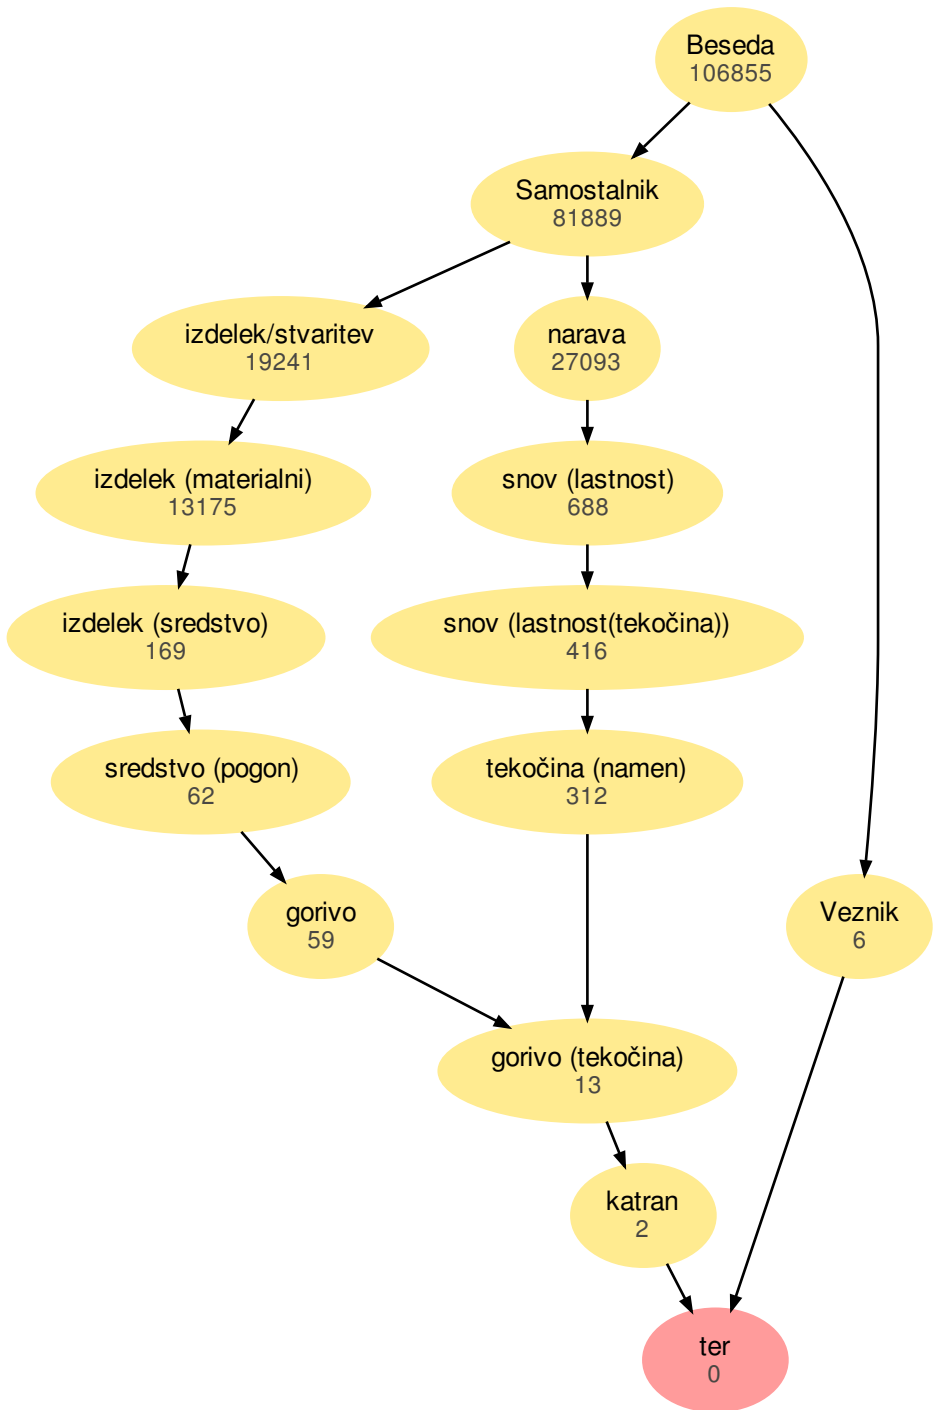 Beseda
106855
Samostalnik
81889
izdelek/stvaritev
19241
narava
27093
izdelek (materialni)
13175
snov (lastnost)
688
izdelek (sredstvo)
169
snov (lastnost(tekočina))
416
sredstvo (pogon)
62
tekočina (namen)
312
gorivo
59
Veznik
6
gorivo (tekočina)
13
katran
2
ter
0